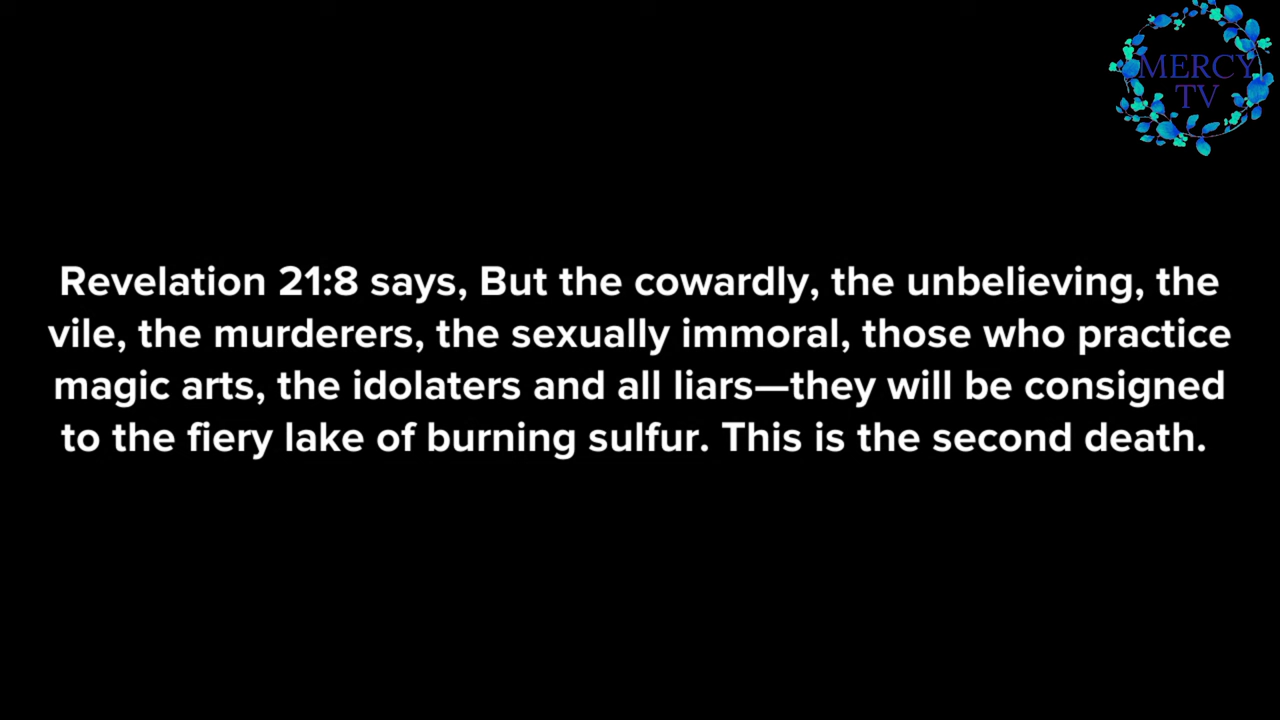 MERCY
TV
Revelation 21:8 says, But the cowardly, the unbelieving, the
vile, the murderers, the sexually immoral, those who practice
magic arts, the idolaters and all liars—they will be consigned
to the fiery lake of burning sulfur. This is the second death.